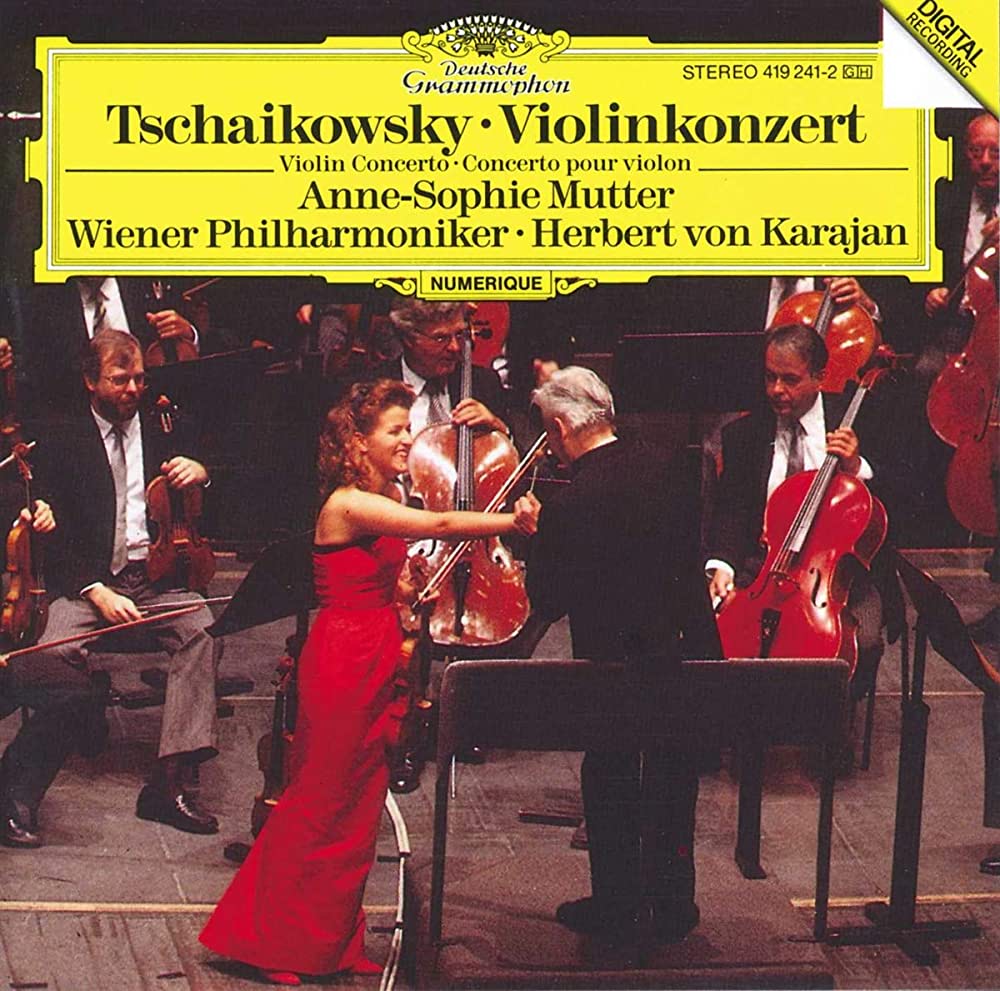 DIGITAL
RECORDING
Deutsche
Grammophon
STEREO 419 241-2 GH
Tschaikowsky · Violinkonzert
Violin Concerto · Concerto pour violon
Anne-Sophie Mutter
Wiener Philharmoniker · Herbert von Karajan
NUMERIQUE